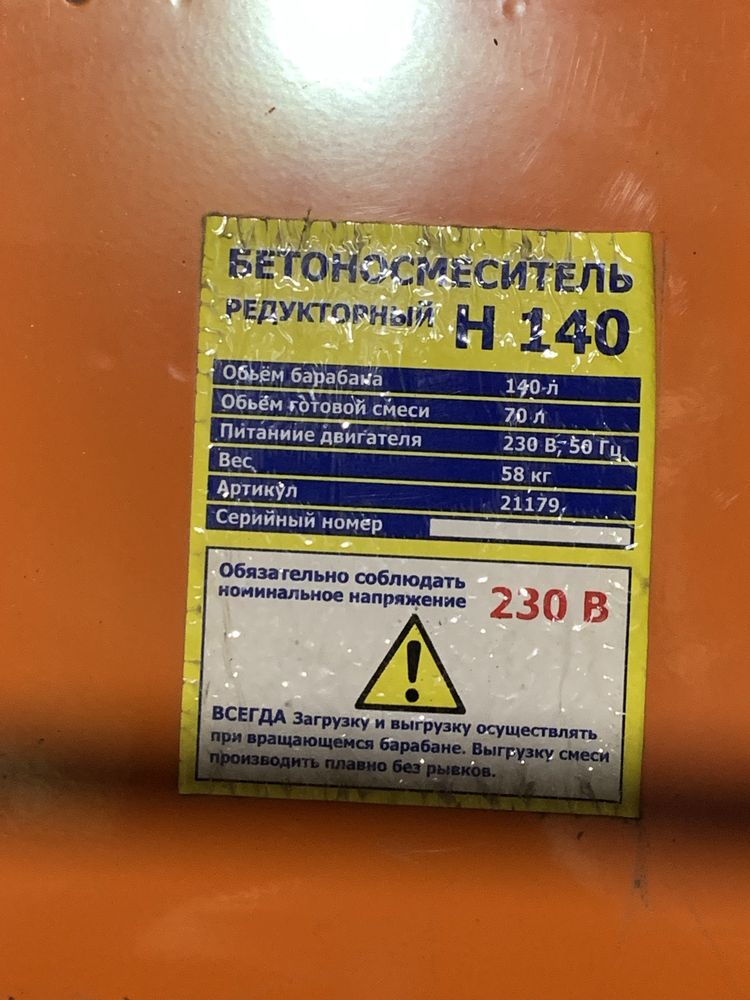 БЕТОНОСМЕСИТЕЛЬ
РЕДУКТОРНЫЙ Н 140
Объём барабана 140 л
Объём готовой смеси 70 л
Питаниие двигателя 230 В, 50 Гц
Вес 58 кг
Артикул 21179
Серийный номер
Обязательно соблюдать
номинальное напряжение 230 В
ВСЕГДА Загрузку и выгрузку осуществлять
при вращающемся барабане. Выгрузку смеси
производить плавно без рывков.